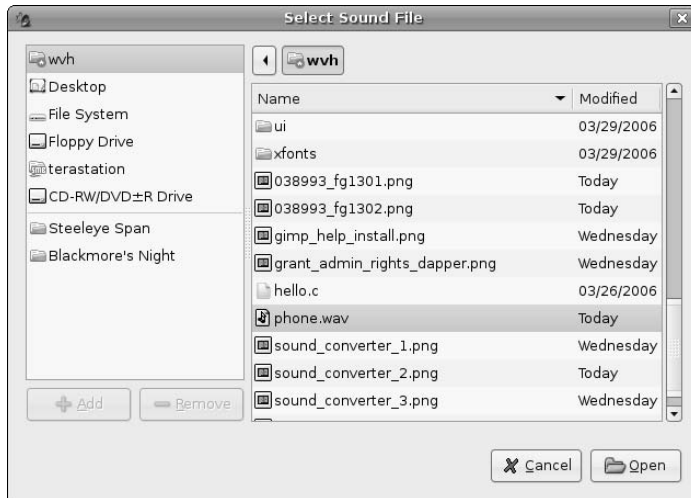 Select Sound File
wvh
Desktop
File System
Floppy Drive
terastation
CD-RW/DVD±R Drive
Steeleye Span
Blackmore's Night
Add
Remove
wvh
Name Modified
ui 03/29/2006
xfonts 03/29/2006
038993_fg1301.png Today
038993_fg1302.png Today
gimp_help_install.png Wednesday
grant_admin_rights_dapper.png Wednesday
hello.c 03/26/2006
phone.wav Today
sound_converter_1.png Wednesday
sound_converter_2.png Today
sound_converter_3.png Wednesday
Cancel
Open